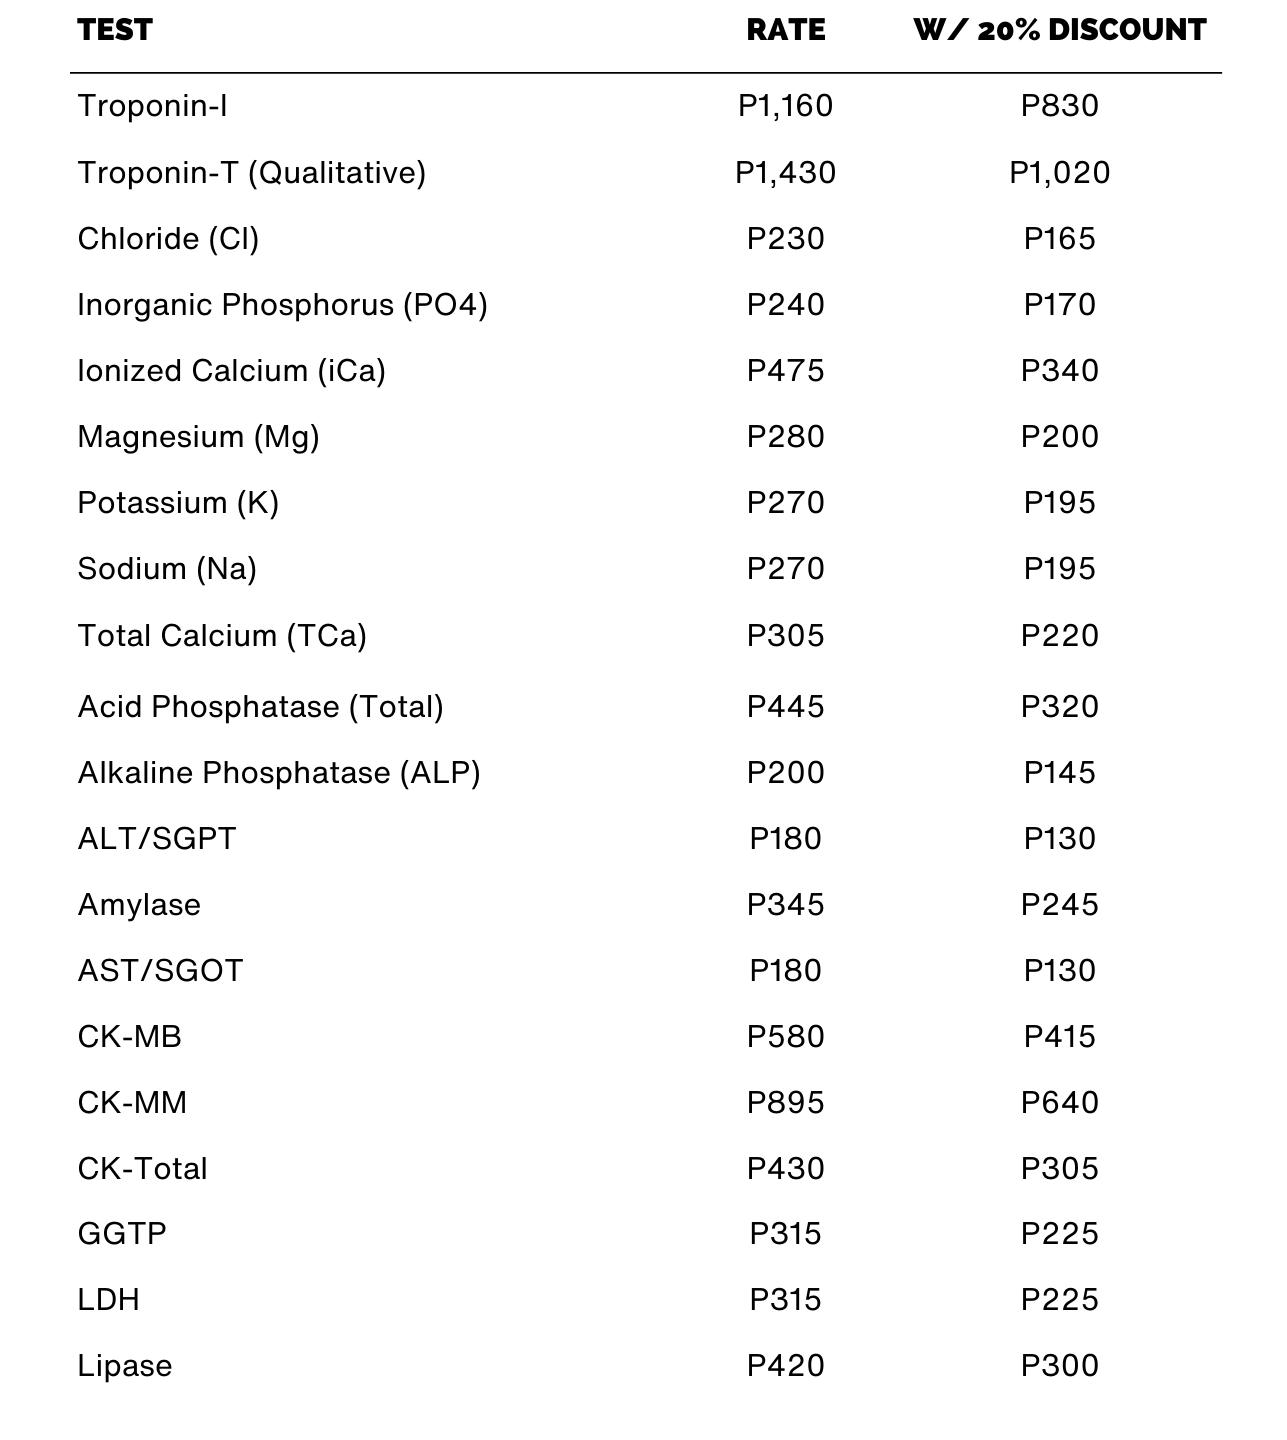 TEST RATE W/ 20% DISCOUNT
Troponin-I P1,160 P830
Troponin-T (Qualitative) P1,430 P1,020
Chloride (Cl) P230 P165
Inorganic Phosphorus (PO4) P240 P170
Ionized Calcium (iCa) P475 P340
Magnesium (Mg) P280 P200
Potassium (K) P270 P195
Sodium (Na) P270 P195
Total Calcium (TCa) P305 P220
Acid Phosphatase (Total) P445 P320
Alkaline Phosphatase (ALP) P200 P145
ALT/SGPT P180 P130
Amylase P345 P245
AST/SGOT P180 P130
CK-MB P580 P415
CK-MM P895 P640
CK-Total P430 P305
GGTP P315 P225
LDH P315 P225
Lipase P420 P300